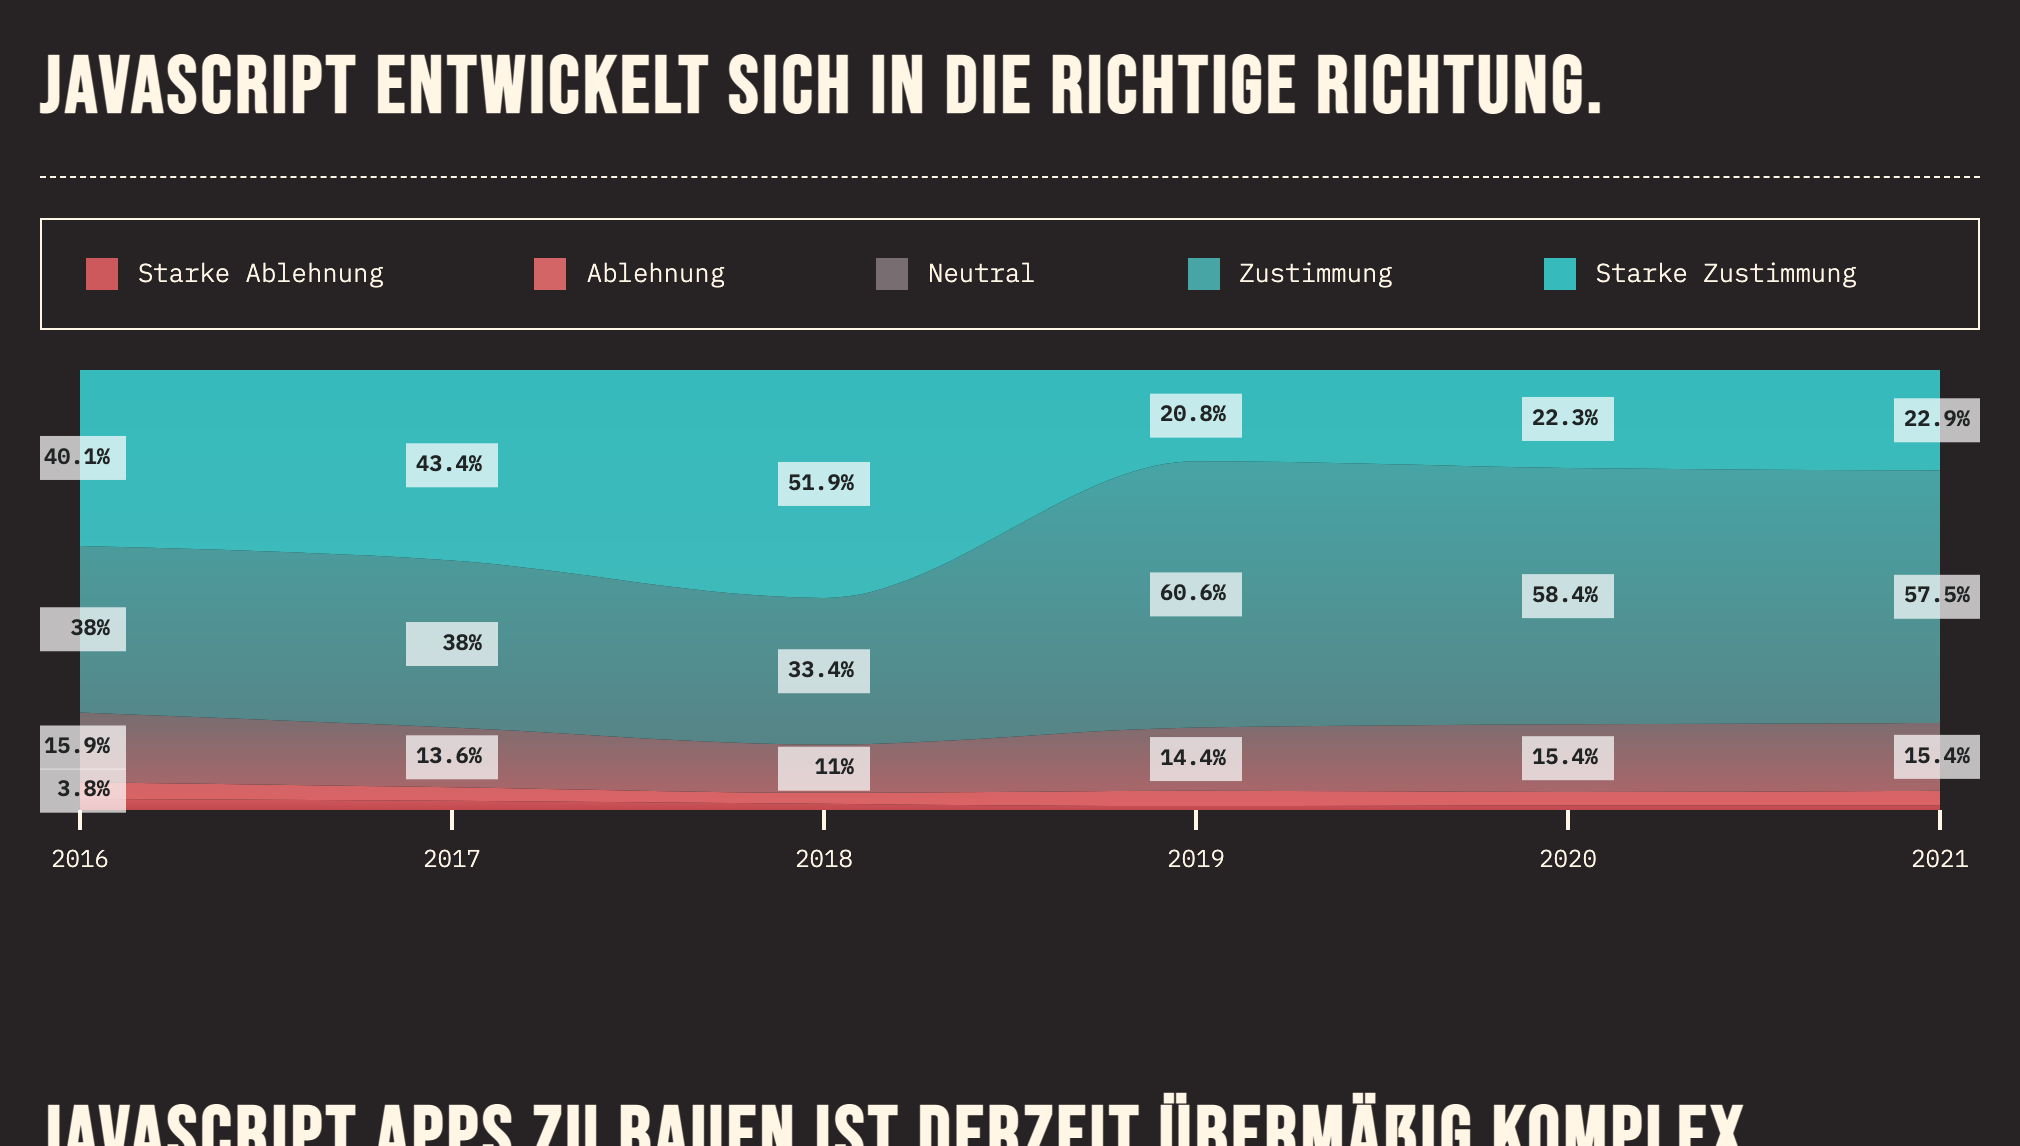 JAVASCRIPT ENTWICKELT SICH IN DIE RICHTIGE RICHTUNG.
Starke Ablehnung Ablehnung Neutral Zustimmung Starke Zustimmung
20.8% 22.3% 22.9%
40.1% 43.4% 51.9%
60.6% 58.4% 57.5%
38% 38% 33.4%
15.9% 13.6% 11% 14.4% 15.4% 15.4%
3.8%
2016 2017 2018 2019 2020 2021
JAVASCRIPT APPS ZU BAUEN IST DERZEIT ÜBERMÄßIG KOMPLEX